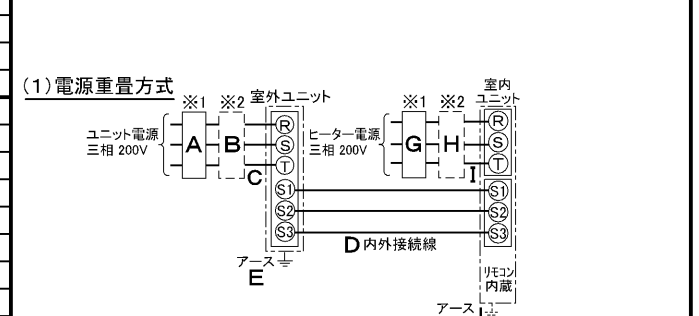 (1)電源重畳方式
※1 ※2 室外ユニット
ユニット電源
三相 200V
A B R
S
T
C
S1
S2
S3
アース
E
※1 ※2 室内
ユニット
ヒーター電源
三相 200V
G H R
S
T
I
S1
S2
S3
D 内外接続線
リモコン
内蔵
アース